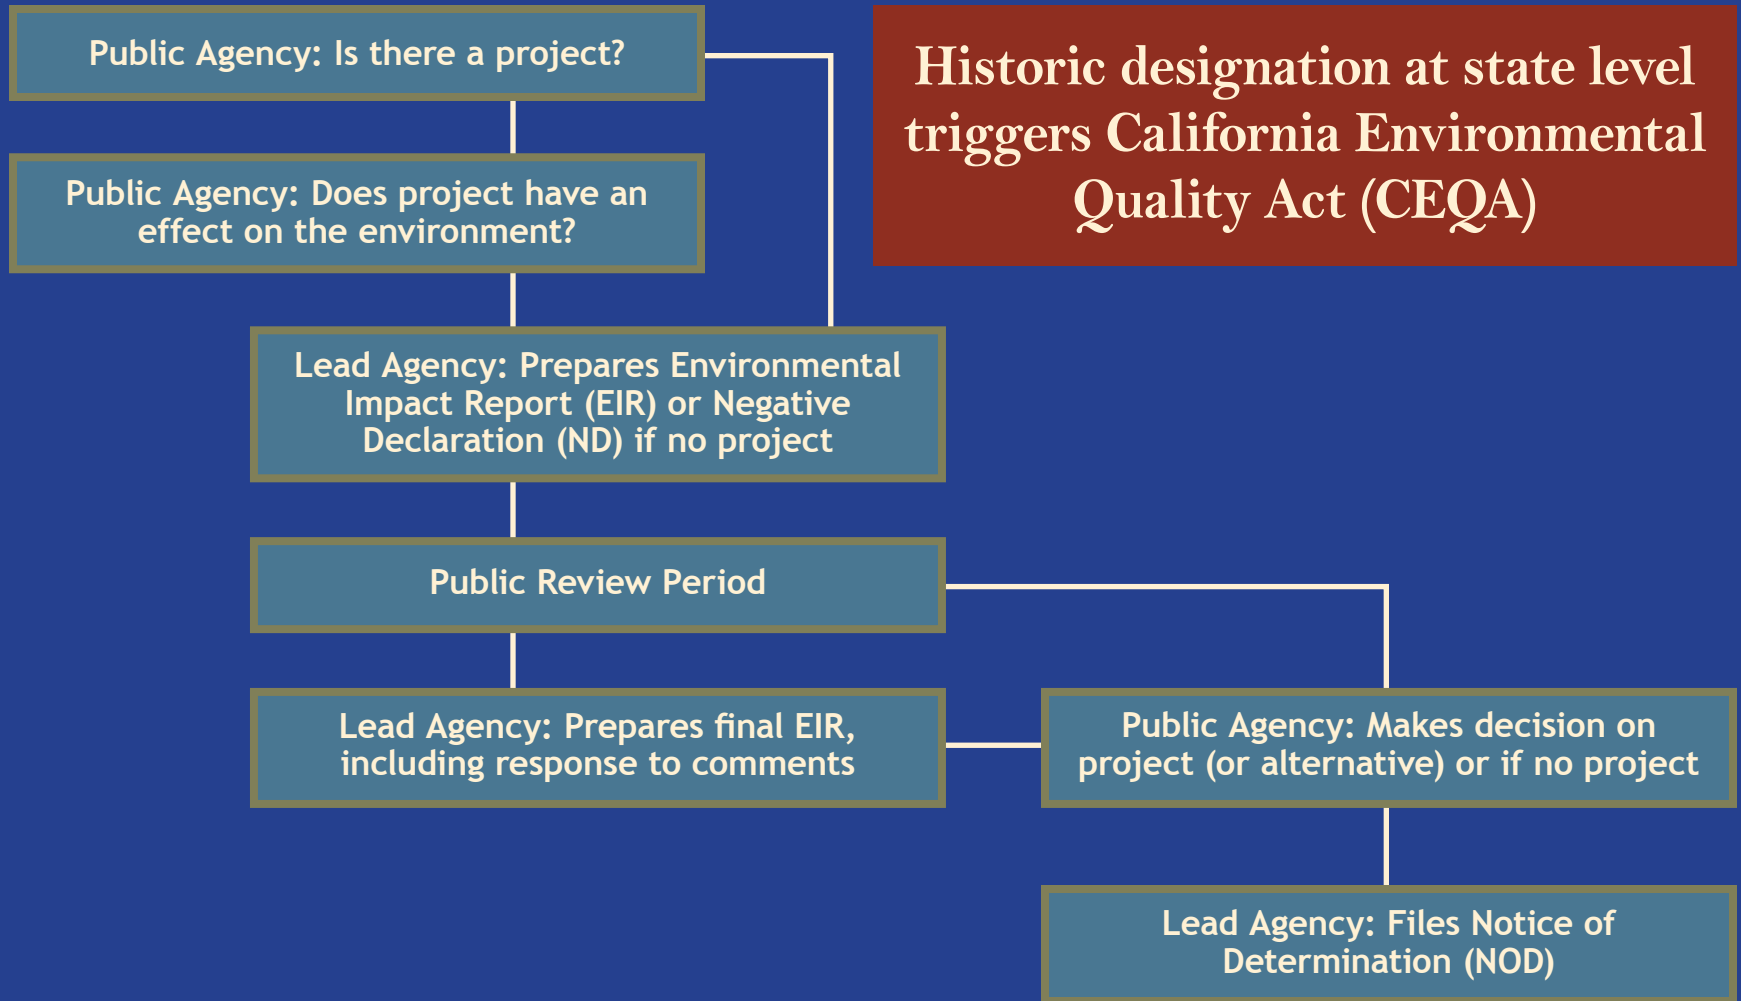 Public Agency: Is there a project?
Historic designation at state level
triggers California Environmental
Quality Act (CEQA)
Public Agency: Does project have an
effect on the environment?
Lead Agency: Prepares Environmental
Impact Report (EIR) or Negative
Declaration (ND) if no project
Public Review Period
Lead Agency: Prepares final EIR,
including response to comments
Public Agency: Makes decision on
project (or alternative) or if no project
Lead Agency: Files Notice of
Determination (NOD)